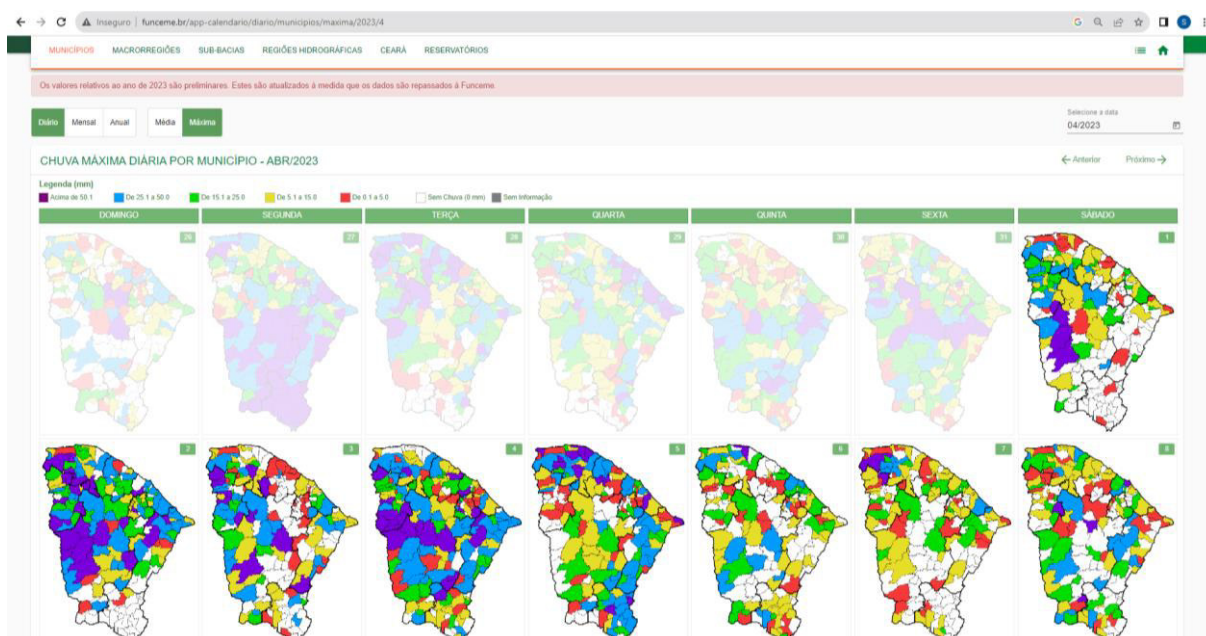 Inseguro | funceme.br/app-calendario/diario/municipios/maxima/2023/4
S
MUNICÍPIOS MACRORREGIÕES SUB-BACIAS REGIÕES HIDROGRÁFICAS CEARÁ RESERVATÓRIOS
Os valores relativos ao ano de 2023 são preliminares. Estes são atualizados à medida que os dados são repassados à Funceme.
Selecione a data
Diário Mensal Anual Média Máxima 04/2023
CHUVA MÁXIMA DIÁRIA POR MUNICÍPIO - ABR/2023 Anterior Próximo
Legenda (mm)
Acima de 50.1 De 25.1 a 50.0 De 15.1 a 25.0 De 5.1 a 15.0 De 0.1 a 5.0 Sem Chuva (0 mm) Sem Informação
DOMINGO SEGUNDA TERÇA QUARTA QUINTA SEXTA SÁBADO
26 27 28 29 30 31 1
2 3 4 5 6 7 8